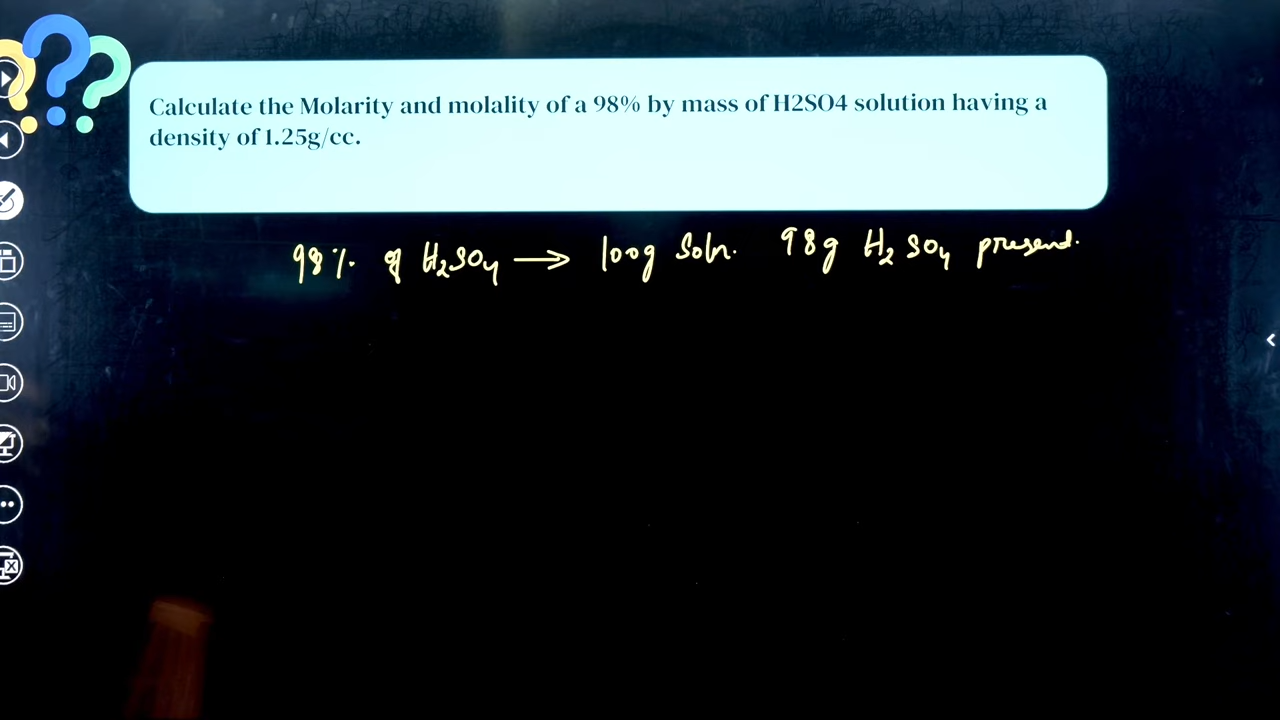 Calculate the Molarity and molality of a 98% by mass of H2SO4 solution having a
density of 1.25g/cc.
98% of H₂SO₄ → 100g Soln. 98g H₂SO₄ present.